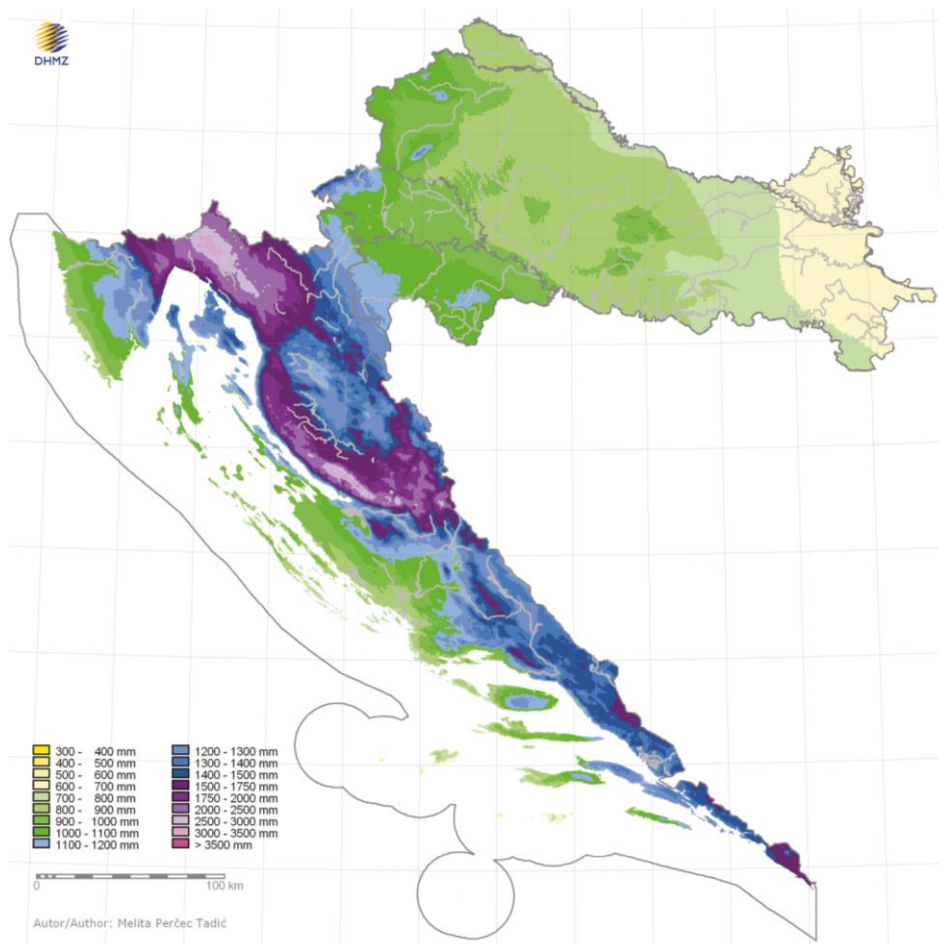 DHMZ
300 - 400 mm
400 - 500 mm
500 - 600 mm
600 - 700 mm
700 - 800 mm
800 - 900 mm
900 - 1000 mm
1000 - 1100 mm
1100 - 1200 mm
1200 - 1300 mm
1300 - 1400 mm
1400 - 1500 mm
1500 - 1750 mm
1750 - 2000 mm
2000 - 2500 mm
2500 - 3000 mm
3000 - 3500 mm
> 3500 mm
0 100 km
Autor/Author: Melita Perčec Tadić